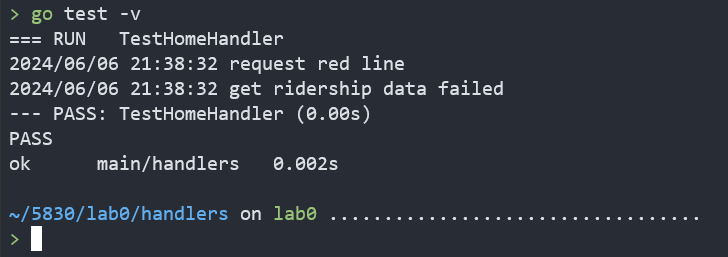 > go test -v
=== RUN   TestHomeHandler
2024/06/06 21:38:32 request red line
2024/06/06 21:38:32 get ridership data failed
--- PASS: TestHomeHandler (0.00s)
PASS
ok      main/handlers   0.002s
~/5830/lab0/handlers on lab0 ..................................
>